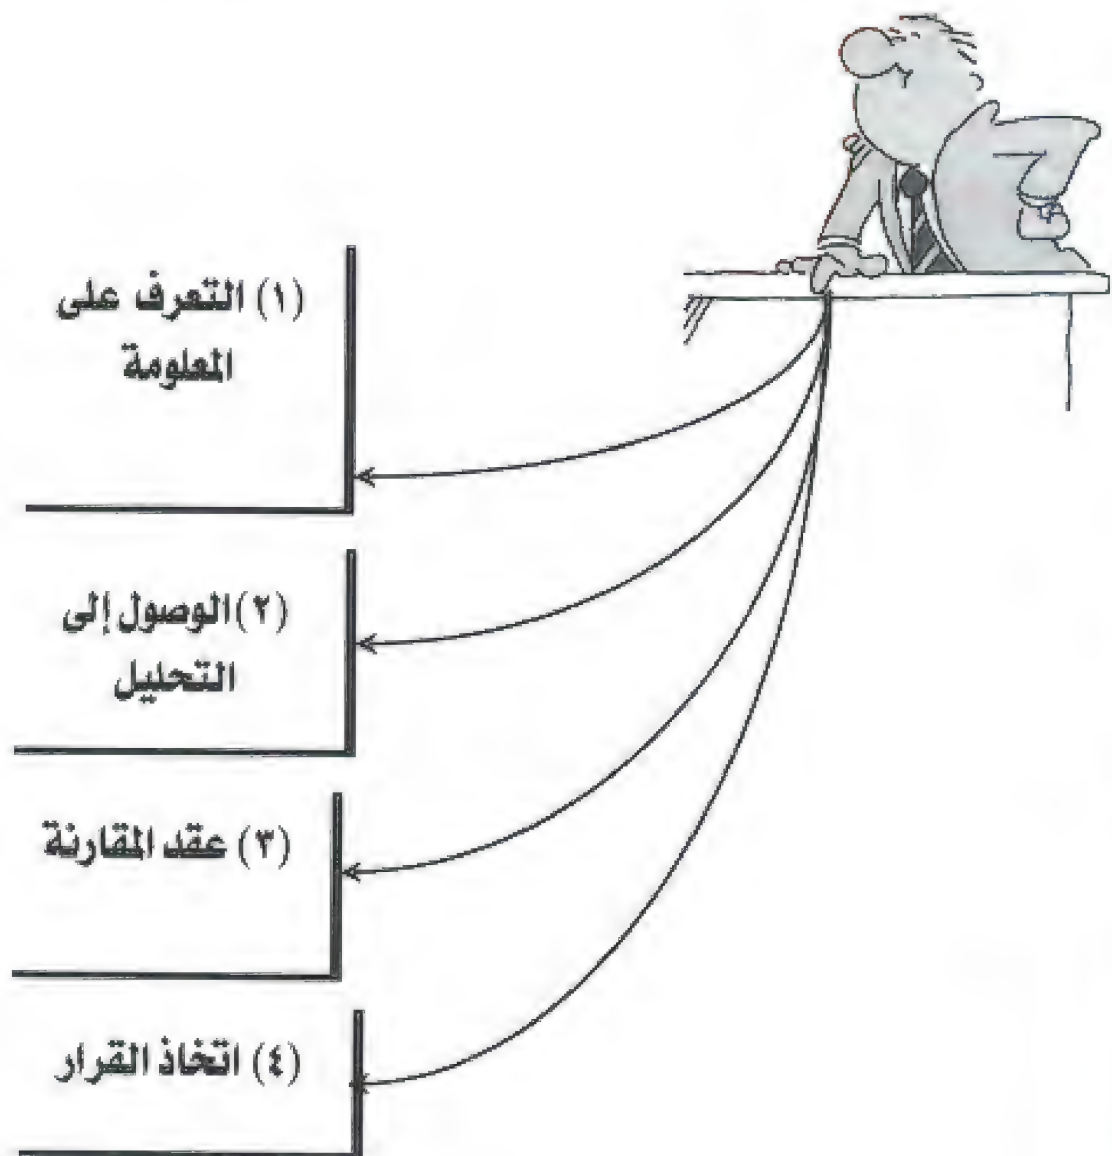 (١) التعرف على
المعلومة
(٢) الوصول إلى
التحليل
(٣) عقد المقارنة
(٤) اتخاذ القرار